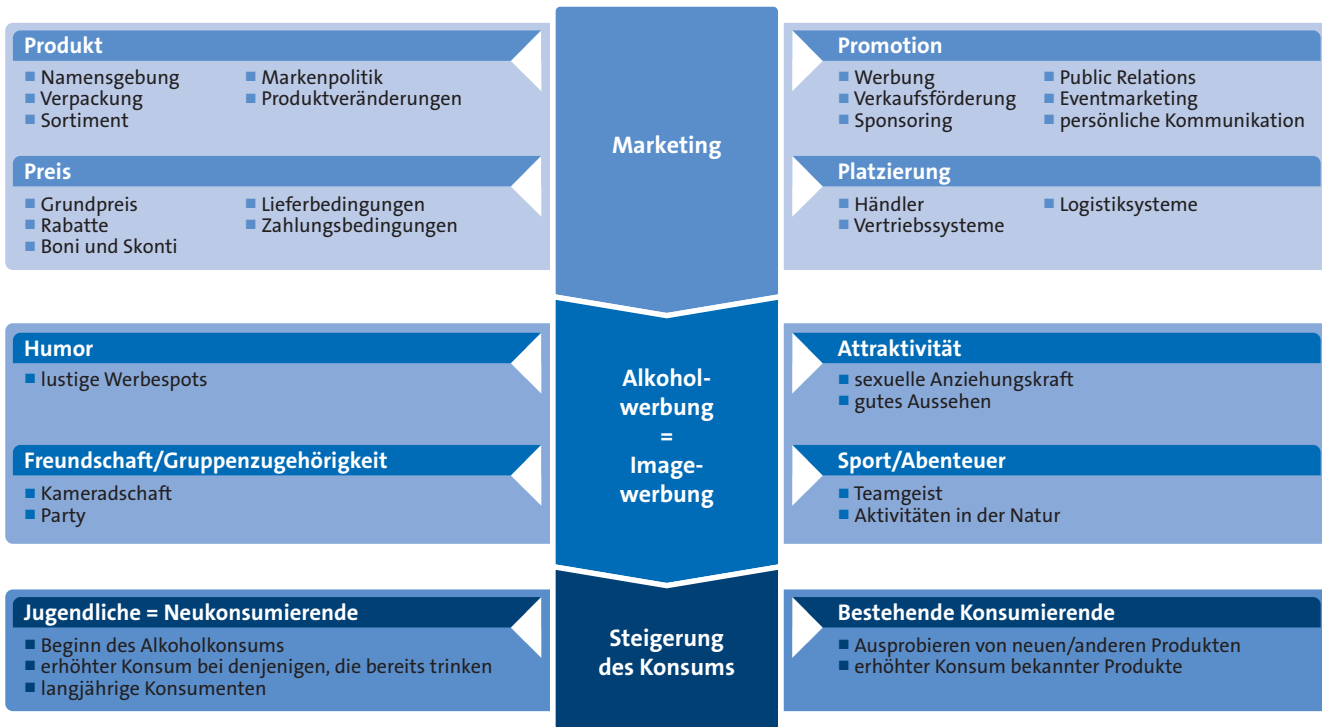 Produkt
Namensgebung
Verpackung
Sortiment
Markenpolitik
Produktveränderungen
Preis
Grundpreis
Rabatte
Boni und Skonti
Lieferbedingungen
Zahlungsbedingungen
Marketing
Promotion
Werbung
Verkaufsförderung
Sponsoring
Public Relations
Eventmarketing
persönliche Kommunikation
Platzierung
Händler
Vertriebssysteme
Logistiksysteme
Humor
lustige Werbespots
Freundschaft/Gruppenzugehörigkeit
Kameradschaft
Party
Alkohol-
werbung
=
Image-
werbung
Attraktivität
sexuelle Anziehungskraft
gutes Aussehen
Sport/Abenteuer
Teamgeist
Aktivitäten in der Natur
Jugendliche = Neukonsumierende
Beginn des Alkoholkonsums
erhöhter Konsum bei denjenigen, die bereits trinken
langjährige Konsumenten
Steigerung
des Konsums
Bestehende Konsumierende
Ausprobieren von neuen/anderen Produkten
erhöhter Konsum bekannter Produkte